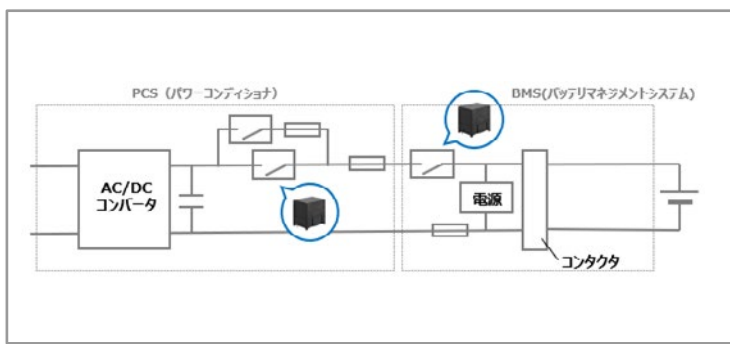 PCS（パワーコンディショナ）
BMS(バッテリマネジメントシステム)
AC/DC
コンバータ
電源
コンタクタ